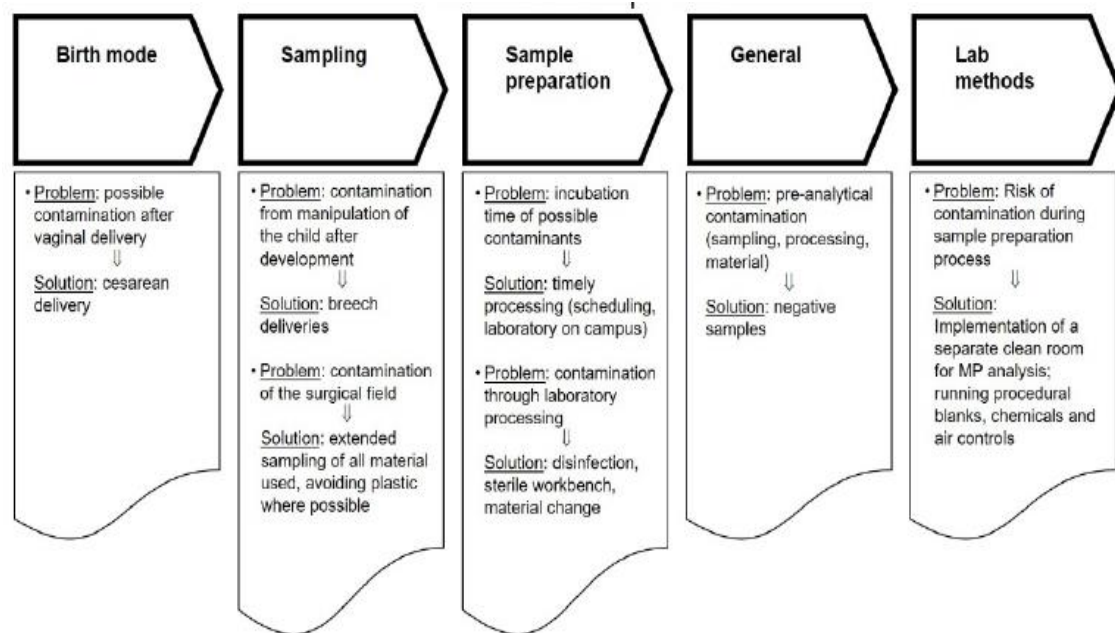 Birth mode
• Problem: possible
contamination after
vaginal delivery
⇓
Solution: cesarean
delivery
Sampling
• Problem: contamination
from manipulation of
the child after
development
⇓
Solution: breech
deliveries
• Problem: contamination
of the surgical field
⇓
Solution: extended
sampling of all material
used, avoiding plastic
where possible
Sample
preparation
• Problem: incubation
time of possible
contaminants
⇓
Solution: timely
processing (scheduling,
laboratory on campus)
• Problem: contamination
through laboratory
processing
⇓
Solution: disinfection,
sterile workbench,
material change
General
• Problem: pre-analytical
contamination
(sampling, processing,
material)
⇓
Solution: negative
samples
Lab
methods
• Problem: Risk of
contamination during
sample preparation
process
⇓
Solution:
Implementation of a
separate clean room
for MP analysis;
running procedural
blanks, chemicals and
air controls